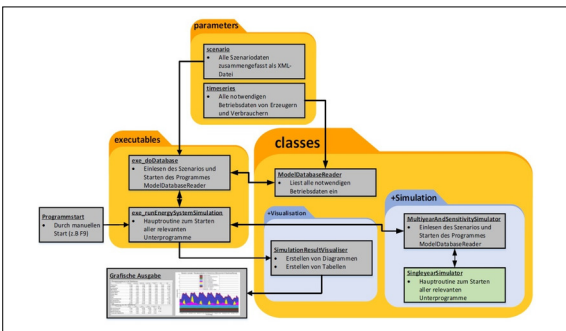 parameters
scenario
• Alle Szenariodaten
zusammengefasst als XML-
Datei
timeseries
• Alle notwendigen
Betriebsdaten von Erzeugern
und Verbrauchern
executables
exe_doDatabase
• Einlesen des Szenarios und
Starten des Programmes
ModelDatabaseReader
exe_runEnergySystemSimulation
• Hauptroutine zum Starten
aller relevanten
Unterprogramme
Programmstart
• Durch manuellen
Start (z.B F9)
classes
ModelDatabaseReader
• Liest alle notwendigen
Betriebsdaten ein
+Visualisation
SimulationResultVisualiser
• Erstellen von Diagrammen
• Erstellen von Tabellen
+Simulation
MultiyearAndSensitivitySimulator
• Einlesen des Szenarios und
Starten des Programmes
ModelDatabaseReader
SingleyearSimulator
• Hauptroutine zum Starten
aller relevanten
Unterprogramme
Grafische Ausgabe